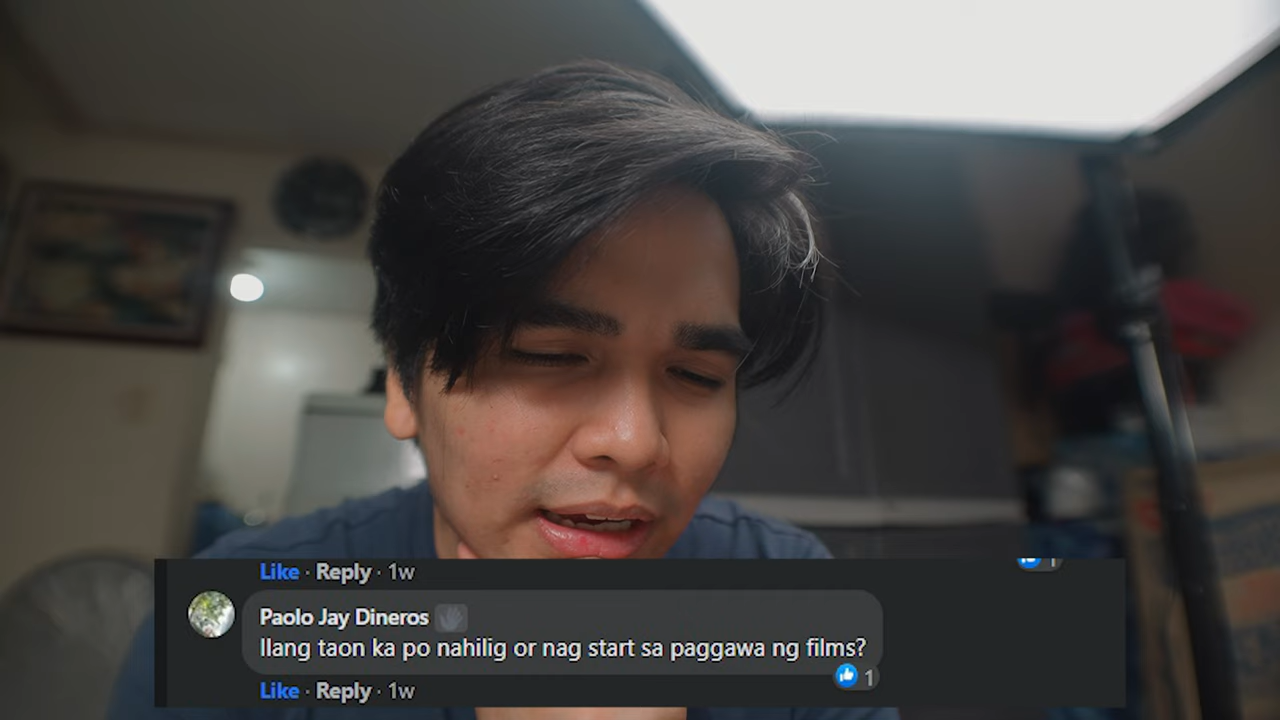 Like · Reply · 1w
1
Paolo Jay Dineros
Ilang taon ka po nahilig or nag start sa paggawa ng films?
1
Like · Reply · 1w